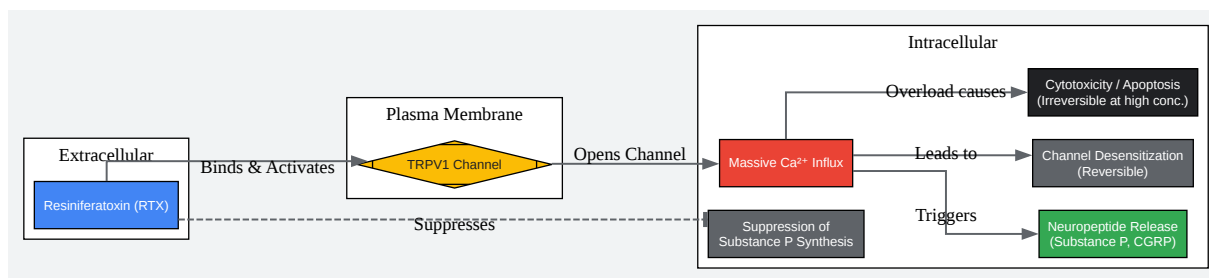 Extracellular
Resiniferatoxin (RTX)
Binds & Activates
Plasma Membrane
TRPV1 Channel
Opens Channel
Suppresses
Intracellular
Massive Ca²⁺ Influx
Suppression of
Substance P Synthesis
Overload causes
Leads to
Triggers
Cytotoxicity / Apoptosis
(Irreversible at high conc.)
Channel Desensitization
(Reversible)
Neuropeptide Release
(Substance P, CGRP)